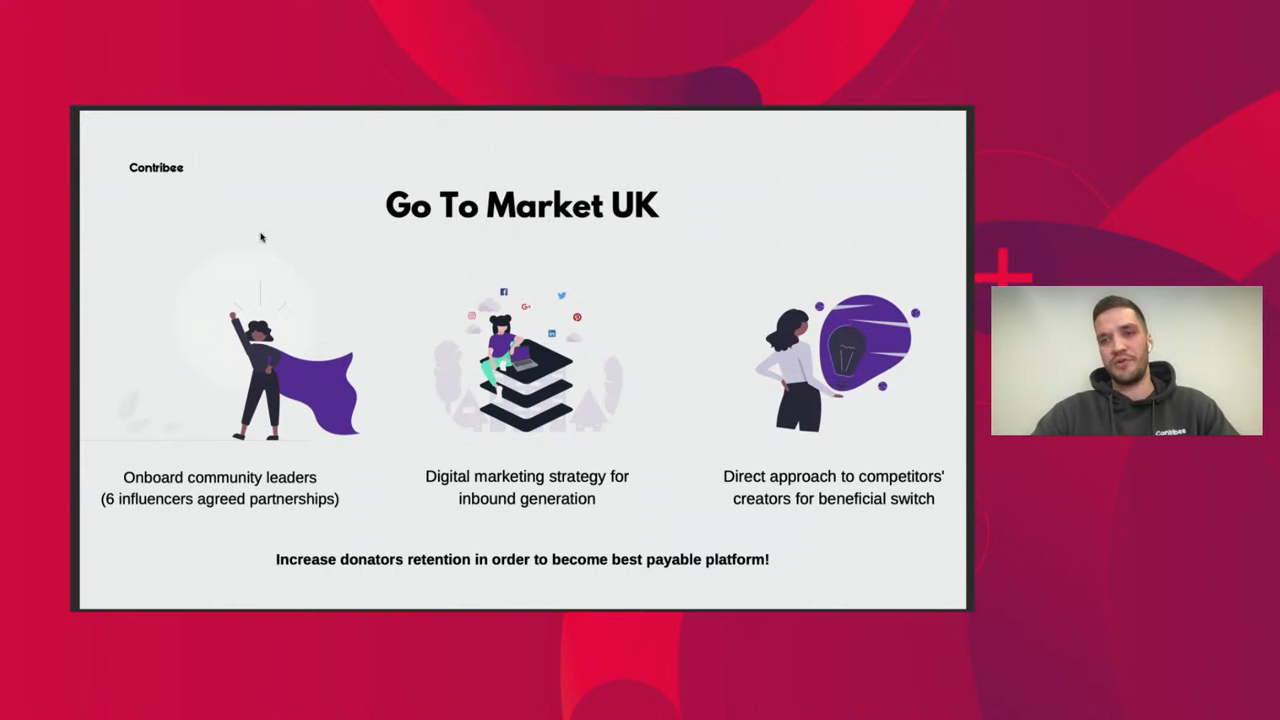 Contribee
Go To Market UK
Onboard community leaders
(6 influencers agreed partnerships)
Digital marketing strategy for
inbound generation
Direct approach to competitors'
creators for beneficial switch
Increase donators retention in order to become best payable platform!
Contribee